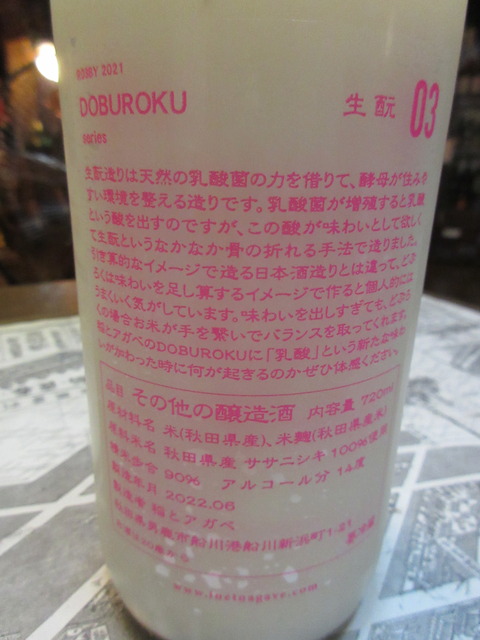 2021
DOBUROKU
series
生酛 03
生酛造りは天然の乳酸菌の力を借りて、酵母が住みや
すい環境を整える造りです。乳酸菌が増殖すると乳酸
という酸を出すのですが、この酸が味わいとして欲しく
て生酛というなかなか骨の折れる手法で造りました。
引き算的なイメージで造る日本酒造りとは違って、どぶ
ろくは味わいを足し算するイメージで作ると個人的には
うまくいく気がしています。味わいを出しすぎても、どぶろ
くの場合お米が手を繋いでバランスを取ってくれます。
稲とアガベのDOBUROKUに「乳酸」という新たな味わ
いが加わった時に何が起きるのかぜひ体感ください。
品目 その他の醸造酒 内容量 720ml
原材料名 米(秋田県産)、米麹(秋田県産米)
原料米名 秋田県産 ササニシキ 100%使用
精米歩合 90% アルコール分 14度
製造年月 2022.06
製造者 稲とアガベ
秋田県男鹿市船川港船川新浜町1-21
お酒は20歳から 要冷蔵
www.inetoagave.com